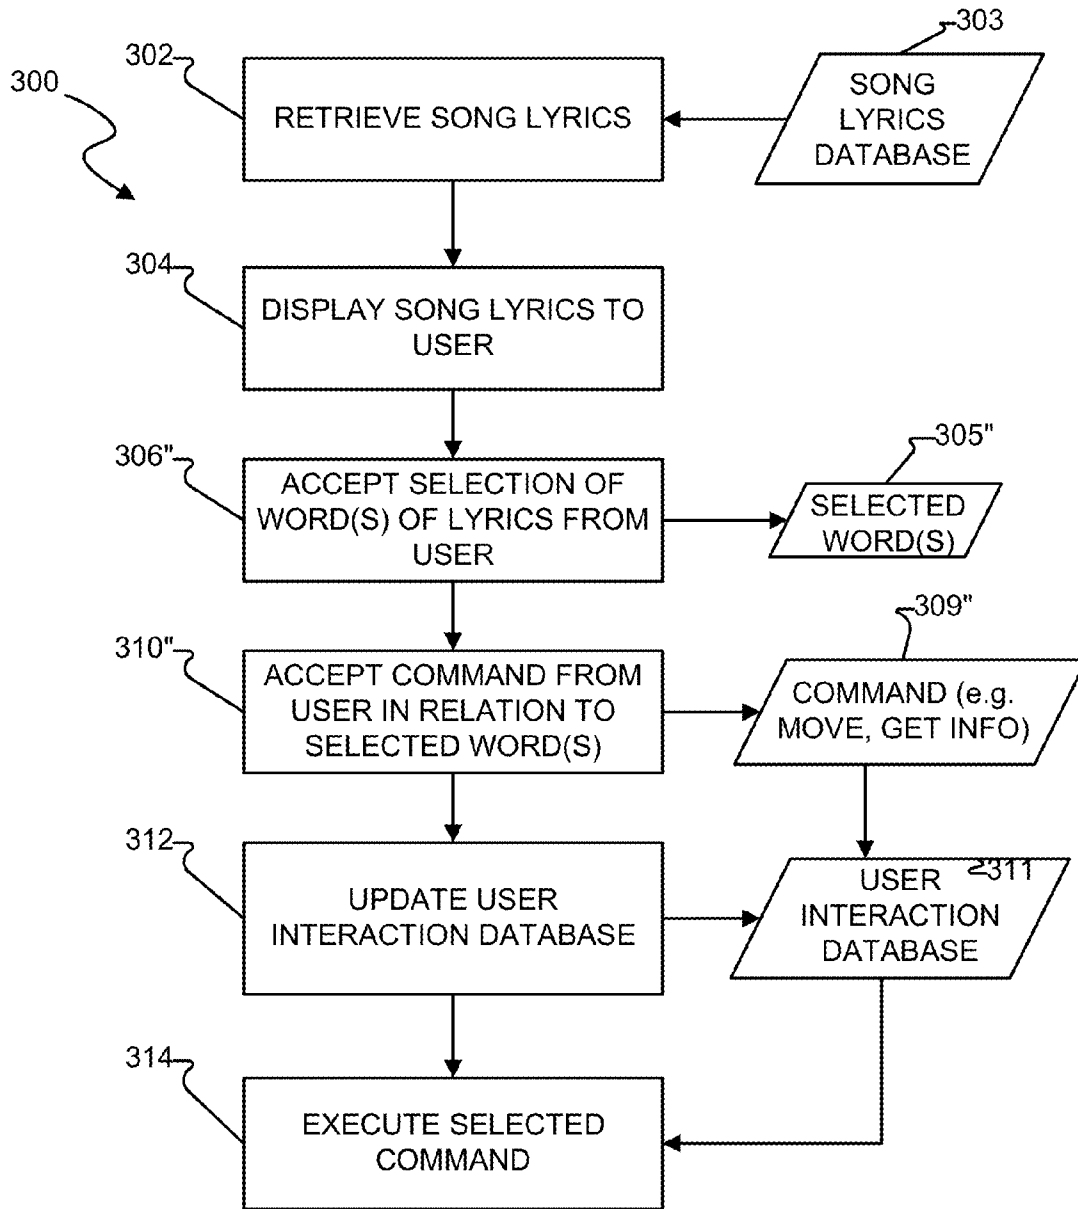 300
302
RETRIEVE SONG LYRICS
303
SONG
LYRICS
DATABASE
304
DISPLAY SONG LYRICS TO
USER
306"
ACCEPT SELECTION OF
WORD(S) OF LYRICS FROM
USER
305"
SELECTED
WORD(S)
310"
ACCEPT COMMAND FROM
USER IN RELATION TO
SELECTED WORD(S)
309"
COMMAND (e.g.
MOVE, GET INFO)
312
UPDATE USER
INTERACTION DATABASE
311
USER
INTERACTION
DATABASE
314
EXECUTE SELECTED
COMMAND